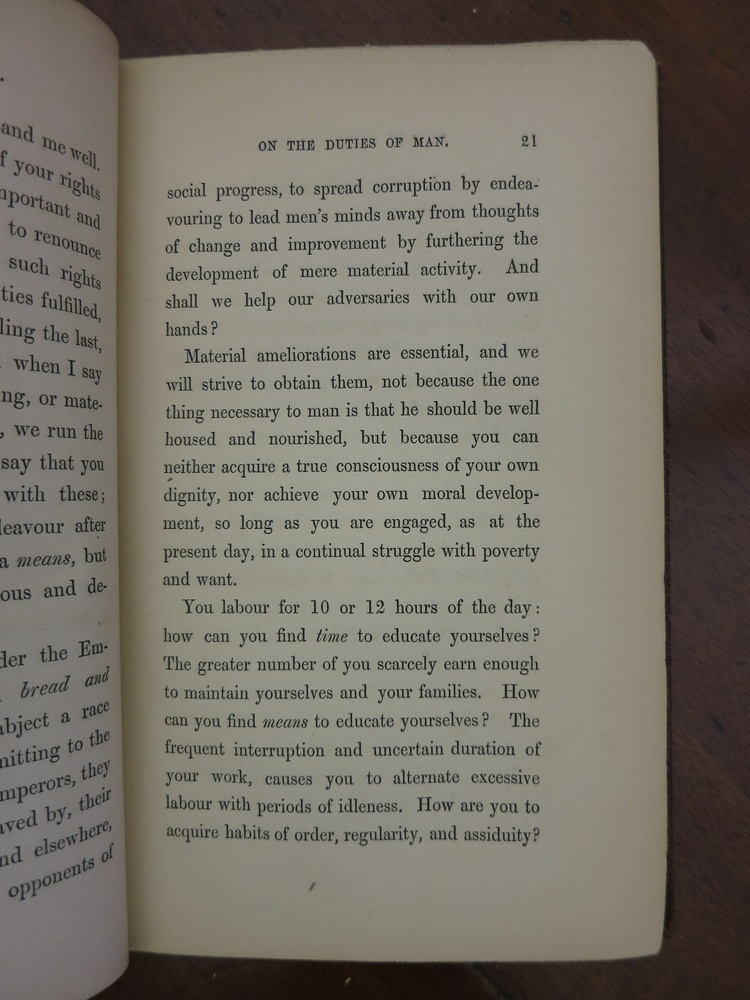 .
and me well.
f your rights
nportant and
to renounce
such rights
ties fulfilled,
ling the last,
when I say
ng, or mate-
, we run the
say that you
with these;
leavour after
a means, but
ous and de-
der the Em-
bread and
bject a race
mitting to the
mperors, they
aved by, their
nd elsewhere,
opponents of
ON THE DUTIES OF MAN. 21
social progress, to spread corruption by endea-
vouring to lead men's minds away from thoughts
of change and improvement by furthering the
development of mere material activity. And
shall we help our adversaries with our own
hands?
Material ameliorations are essential, and we
will strive to obtain them, not because the one
thing necessary to man is that he should be well
housed and nourished, but because you can
neither acquire a true consciousness of your own
dignity, nor achieve your own moral develop-
ment, so long as you are engaged, as at the
present day, in a continual struggle with poverty
and want.
You labour for 10 or 12 hours of the day:
how can you find time to educate yourselves?
The greater number of you scarcely earn enough
to maintain yourselves and your families. How
can you find means to educate yourselves? The
frequent interruption and uncertain duration of
your work, causes you to alternate excessive
labour with periods of idleness. How are you to
acquire habits of order, regularity, and assiduity?